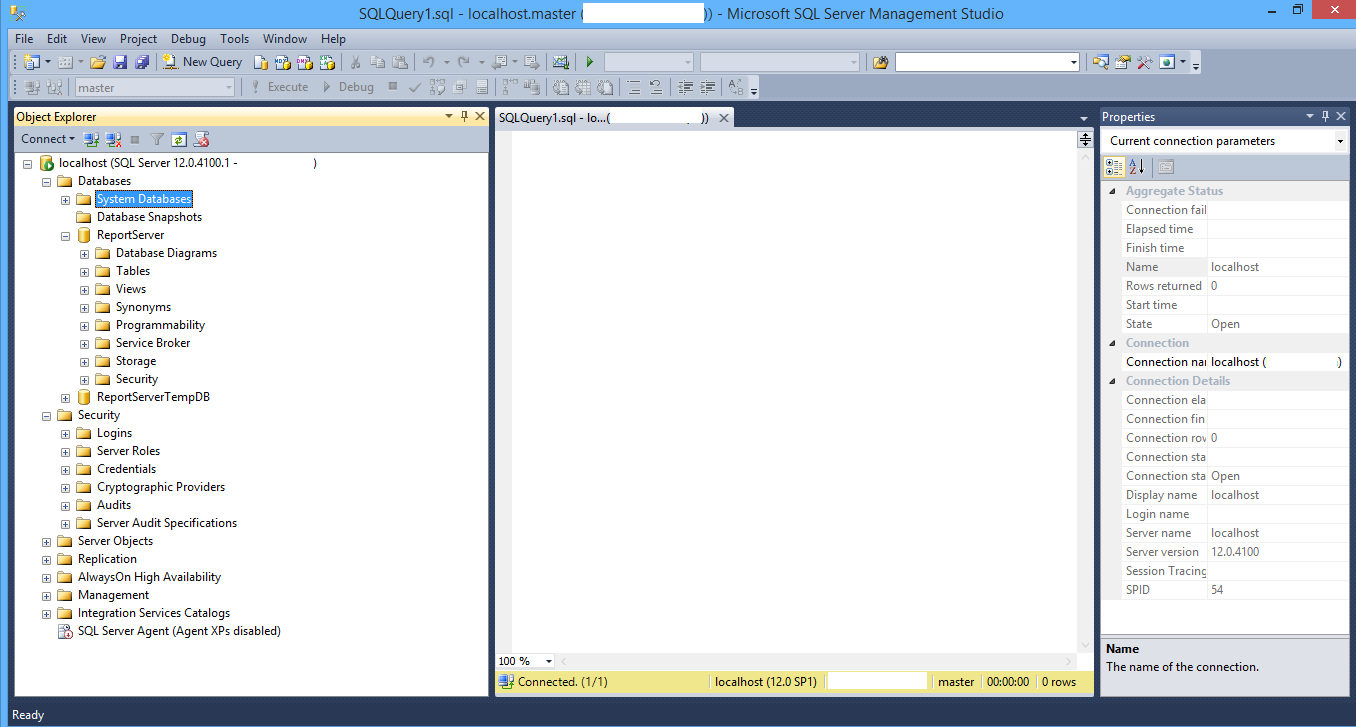 SQLQuery1.sql - localhost.master ( )) - Microsoft SQL Server Management Studio
File Edit View Project Debug Tools Window Help
New Query
master Execute Debug
Object Explorer
Connect
localhost (SQL Server 12.0.4100.1 - )
Databases
System Databases
Database Snapshots
ReportServer
Database Diagrams
Tables
Views
Synonyms
Programmability
Service Broker
Storage
Security
ReportServerTempDB
Security
Logins
Server Roles
Credentials
Cryptographic Providers
Audits
Server Audit Specifications
Server Objects
Replication
AlwaysOn High Availability
Management
Integration Services Catalogs
SQL Server Agent (Agent XPs disabled)
SQLQuery1.sql - lo...( ))
100 %
Connected. (1/1) localhost (12.0 SP1) master 00:00:00 0 rows
Properties
Current connection parameters
Aggregate Status
Connection fail
Elapsed time
Finish time
Name localhost
Rows returned 0
Start time
State Open
Connection
Connection nai localhost ( )
Connection Details
Connection ela
Connection fin
Connection rov 0
Connection sta
Connection sta Open
Display name localhost
Login name
Server name localhost
Server version 12.0.4100
Session Tracing
SPID 54
Name
The name of the connection.
Ready